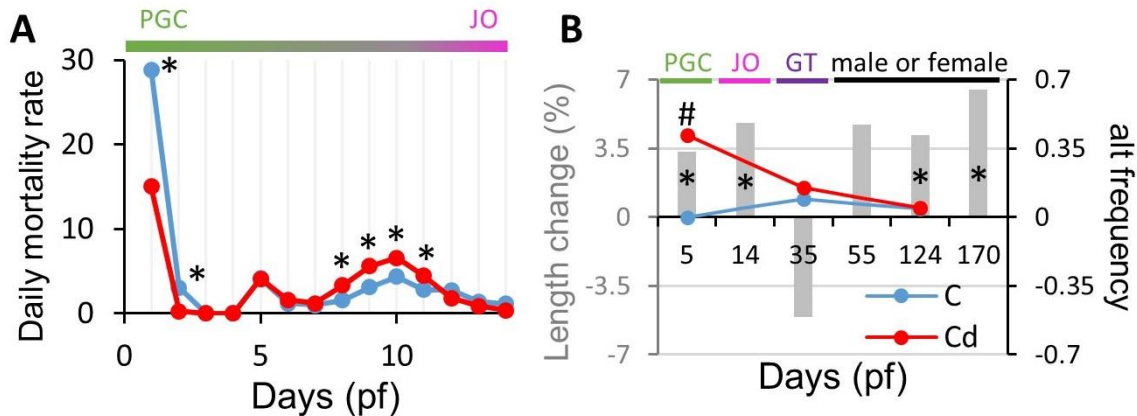 A
PGC
JO
Daily mortality rate
30
20
10
0
*
*
*
*
*
*
0
5
10
Days (pf)
B
PGC
JO
GT
male or female
Length change (%)
7
3.5
0
-3.5
-7
#
*
*
*
*
5
14
35
55
124
170
C
Cd
0.7
0.35
0
-0.35
-0.7
alt frequency
Days (pf)